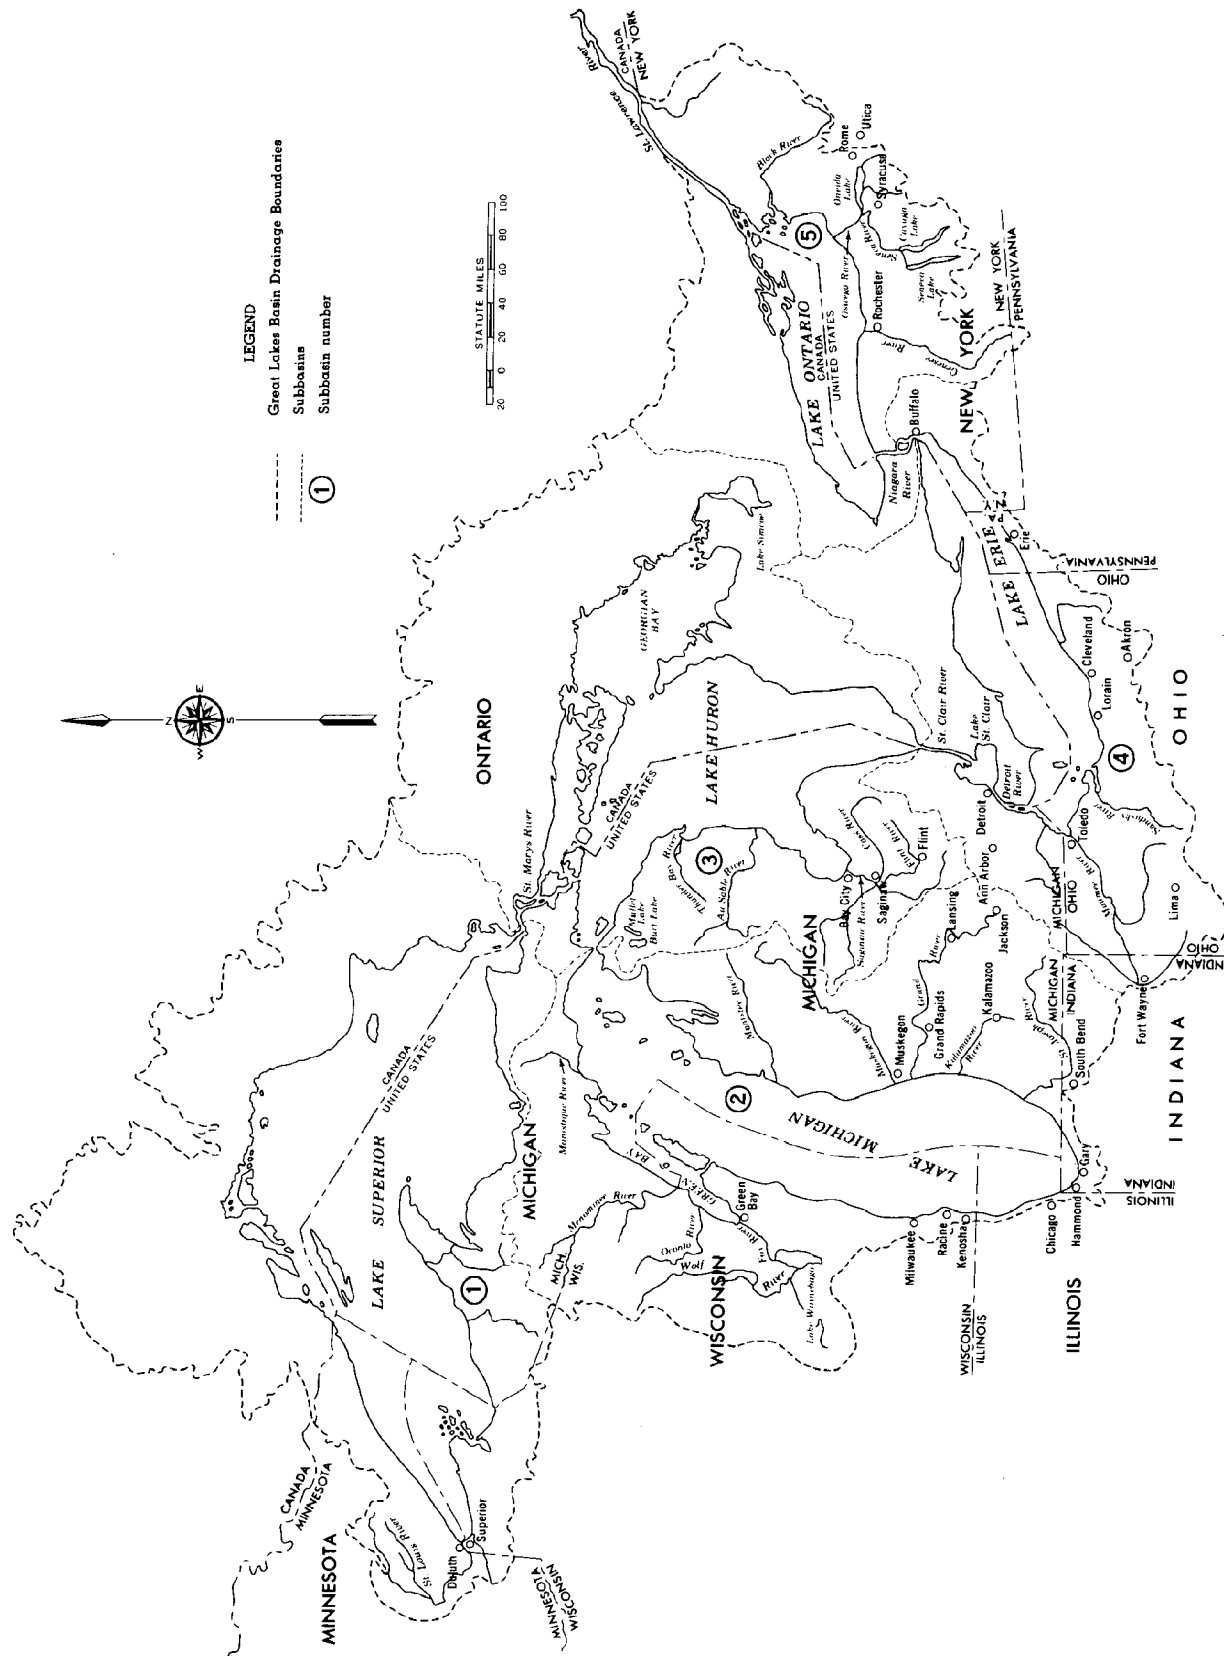 LEGEND
Great Lakes Basin Drainage Boundaries
Subbasins
1
Subbasin number
STATUTE MILES
20 0 20 40 60 80 100
N
E
S
W
MINNESOTA
CANADA
MINNESOTA
St. Louis River
Duluth
Superior
MINNESOTA
WISCONSIN
LAKE SUPERIOR
CANADA
UNITED STATES
1
MICHIGAN
ONTARIO
St. Marys River
MICH
WIS.
Menominee River
Manistique River
WISCONSIN
Oconto River
Wolf
River
Fox
River
Lake Winnebago
GREEN BAY
Green
Bay
Milwaukee
Racine
Kenosha
WISCONSIN
ILLINOIS
ILLINOIS
Chicago
Hammond
Gary
ILLINOIS
INDIANA
LAKE MICHIGAN
2
Mullet
Lake
Burt Lake
Thunder Bay River
3
Au Sable River
Manistee River
MICHIGAN
Muskegon River
Muskegon
Grand
River
Grand Rapids
Lansing
Kalamazoo
River
Kalamazoo
Jackson
Ann Arbor
St. Joseph River
South Bend
MICHIGAN
INDIANA
MICHIGAN
OHIO
INDIANA
Fort Wayne
INDIANA
OHIO
Bay City
Saginaw
Saginaw River
Cass River
Flint River
Flint
Detroit
Detroit
River
Lake
St. Clair
St. Clair River
LAKE HURON
CANADA
UNITED STATES
GEORGIAN
BAY
Lake Simcoe
Toledo
Maumee River
Lima
Sandusky River
4
Lorain
Cleveland
Akron
OHIO
OHIO
PENNSYLVANIA
LAKE ERIE
Erie
PA.
N.Y.
Niagara
River
Buffalo
NEW YORK
NEW YORK
PENNSYLVANIA
LAKE ONTARIO
CANADA
UNITED STATES
Rochester
Genesee
River
Oswego River
5
Seneca River
Seneca
Lake
Cayuga
Lake
Oneida
Lake
Syracuse
Rome
Utica
Black River
St. Lawrence
River
CANADA
NEW YORK